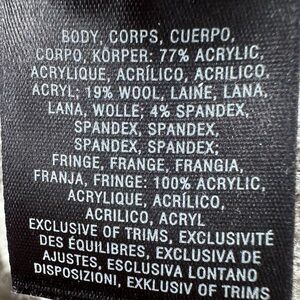 BODY, CORPS, CUERPO,
CORPO, KÖRPER: 77% ACRYLIC,
ACRYLIQUE, ACRÍLICO, ACRILICO,
ACRYL; 19% WOOL, LAINE, LANA,
LANA, WOLLE; 4% SPANDEX,
SPANDEX, SPANDEX,
SPANDEX, SPANDEX;
FRINGE, FRANGE, FRANGIA,
FRANJA, FRINGE: 100% ACRYLIC,
ACRYLIQUE, ACRÍLICO,
ACRILICO, ACRYL
EXCLUSIVE OF TRIMS, EXCLUSIVITÉ
DES ÉQUILIBRES, EXCLUSIVA DE
AJUSTES, ESCLUSIVA LONTANO
DISPOSIZIONI, EXKLUSIV OF TRIMS